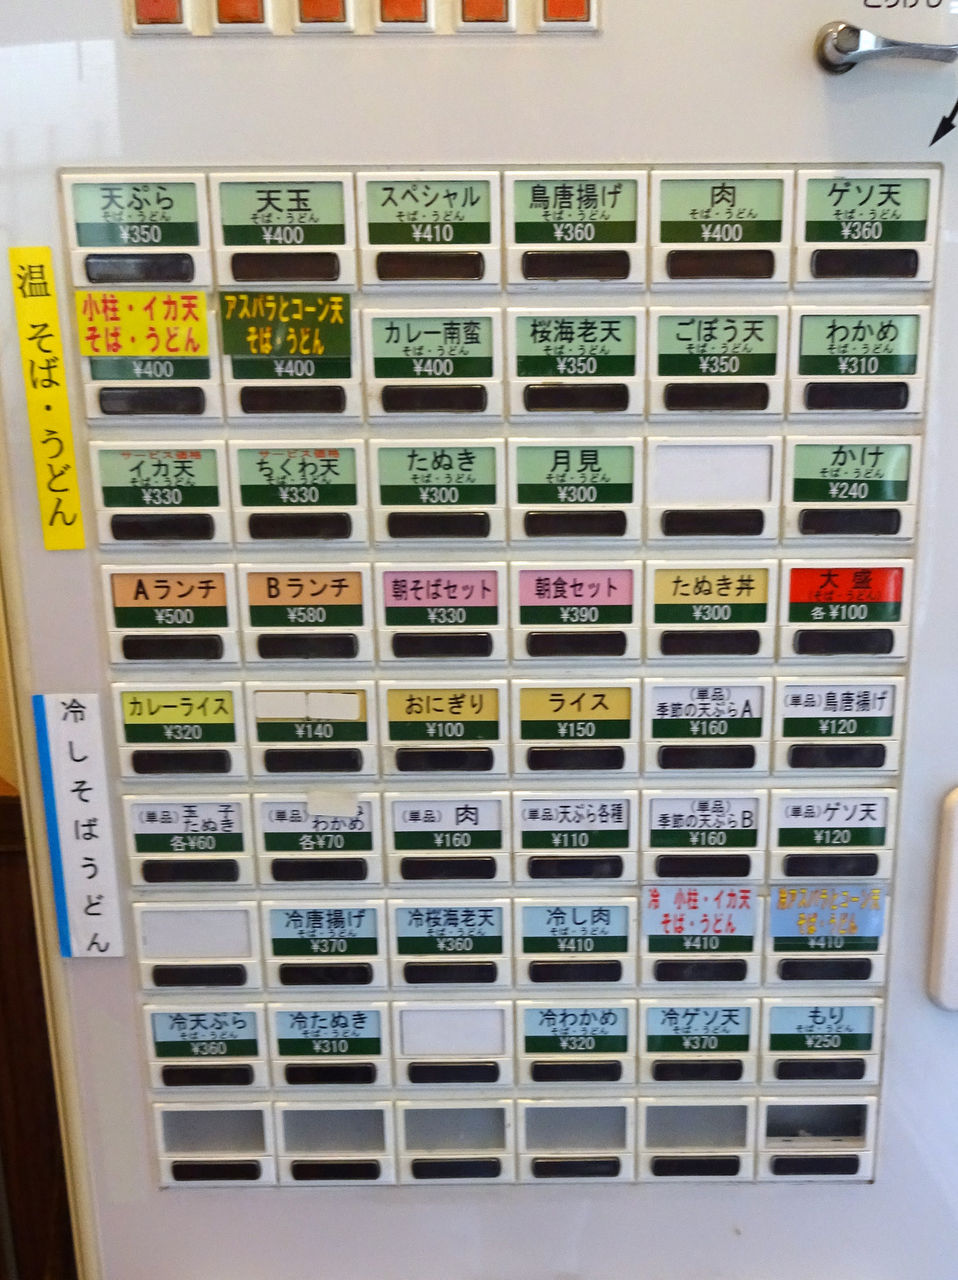 温そば・うどん
天ぷら
そば・うどん
¥350
天玉
そば・うどん
¥400
スペシャル
そば・うどん
¥410
鳥唐揚げ
そば・うどん
¥360
肉
そば・うどん
¥400
ゲソ天
そば・うどん
¥360
小柱・イカ天
そば・うどん
¥400
アスパラとコーン天
そば・うどん
¥400
カレー南蛮
そば・うどん
¥400
桜海老天
そば・うどん
¥350
ごぼう天
そば・うどん
¥350
わかめ
そば・うどん
¥310
サービス価格
イカ天
そば・うどん
¥330
サービス価格
ちくわ天
そば・うどん
¥330
たぬき
そば・うどん
¥300
月見
そば・うどん
¥300
かけ
そば・うどん
¥240
Aランチ
¥500
Bランチ
¥580
朝そばセット
¥330
朝食セット
¥390
たぬき丼
¥300
大盛
(そば・うどん)
各¥100
冷しそばうどん
カレーライス
¥320
¥140
おにぎり
¥100
ライス
¥150
(単品)
季節の天ぷらA
¥160
(単品)鳥唐揚げ
¥120
(単品)玉子
たぬき
各¥60
(単品)
わかめ
各¥70
(単品)肉
¥160
(単品)天ぷら各種
¥110
(単品)
季節の天ぷらB
¥160
(単品)ゲソ天
¥120
冷唐揚げ
そば・うどん
¥370
冷桜海老天
そば・うどん
¥360
冷し肉
そば・うどん
¥410
冷 小柱・イカ天
そば・うどん
¥410
冷アスパラとコーン天
そば・うどん
¥410
冷天ぷら
そば・うどん
¥360
冷たぬき
そば・うどん
¥310
冷わかめ
そば・うどん
¥320
冷ゲソ天
そば・うどん
¥370
もり
そば・うどん
¥250